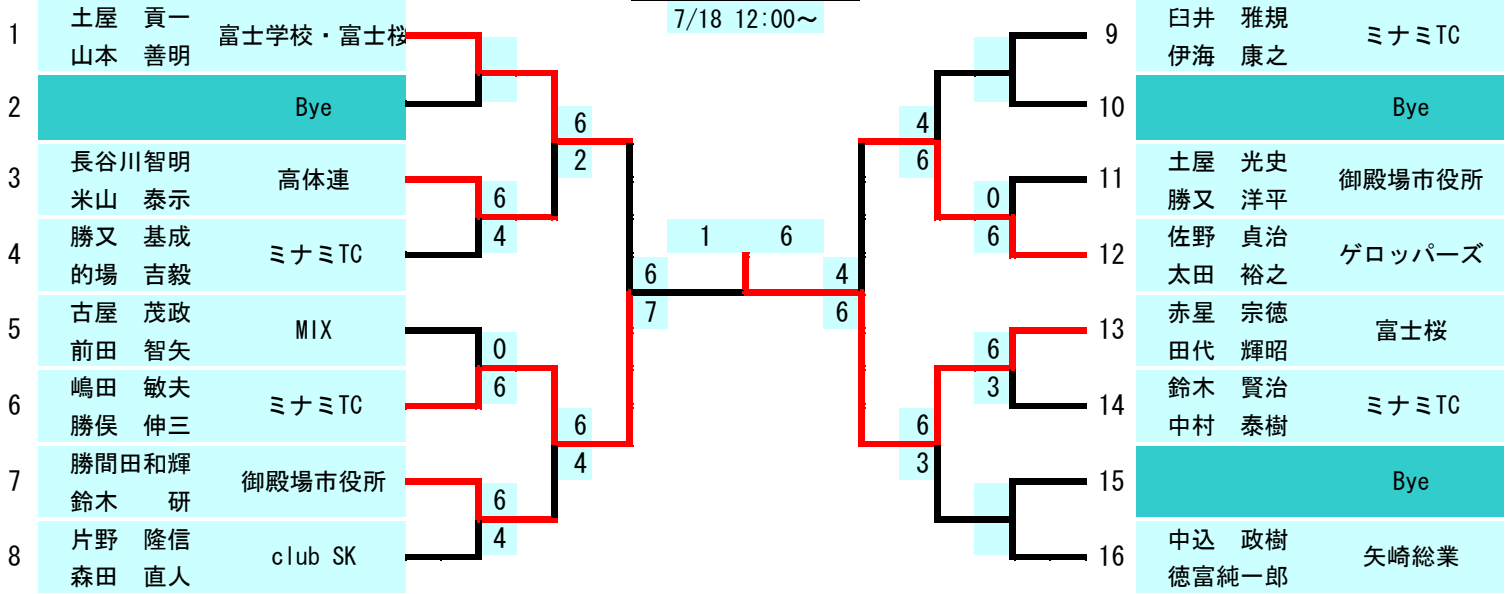 7/18 12:00～
1
土屋　貢一
山本　善明
富士学校・富士桜
2
Bye
3
長谷川智明
米山　泰示
高体連
4
勝又　基成
的場　吉毅
ミナミTC
5
古屋　茂政
前田　智矢
MIX
6
嶋田　敏夫
勝俣　伸三
ミナミTC
7
勝間田和輝
鈴木　　研
御殿場市役所
8
片野　隆信
森田　直人
club SK
6
4
0
6
6
4
6
2
6
4
6
7
1 6
4
6
4
6
6
3
0
6
6
3
9
臼井　雅規
伊海　康之
ミナミTC
10
Bye
11
土屋　光史
勝又　洋平
御殿場市役所
12
佐野　貞治
太田　裕之
ゲロッパーズ
13
赤星　宗徳
田代　輝昭
富士桜
14
鈴木　賢治
中村　泰樹
ミナミTC
15
Bye
16
中込　政樹
徳富純一郎
矢崎総業